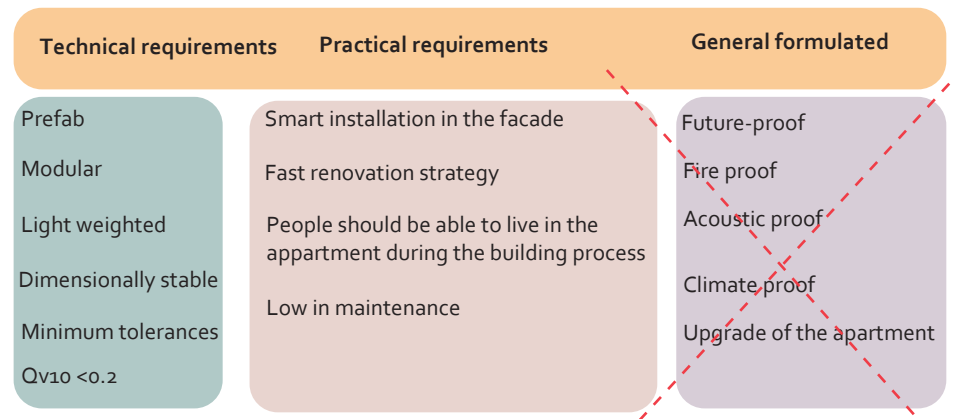 Technical requirements
Prefab
Modular
Light weighted
Dimensionally stable
Minimum tolerances
Qv10 <0.2
Practical requirements
Smart installation in the facade
Fast renovation strategy
People should be able to live in the
appartment during the building process
Low in maintenance
General formulated
Future-proof
Fire proof
Acoustic proof
Climate proof
Upgrade of the apartment